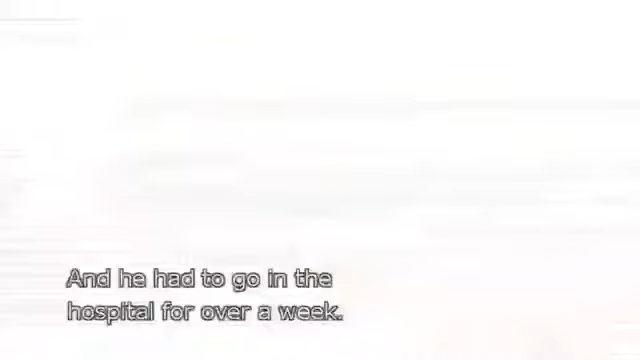 And he had to go in the
hospital for over a week.